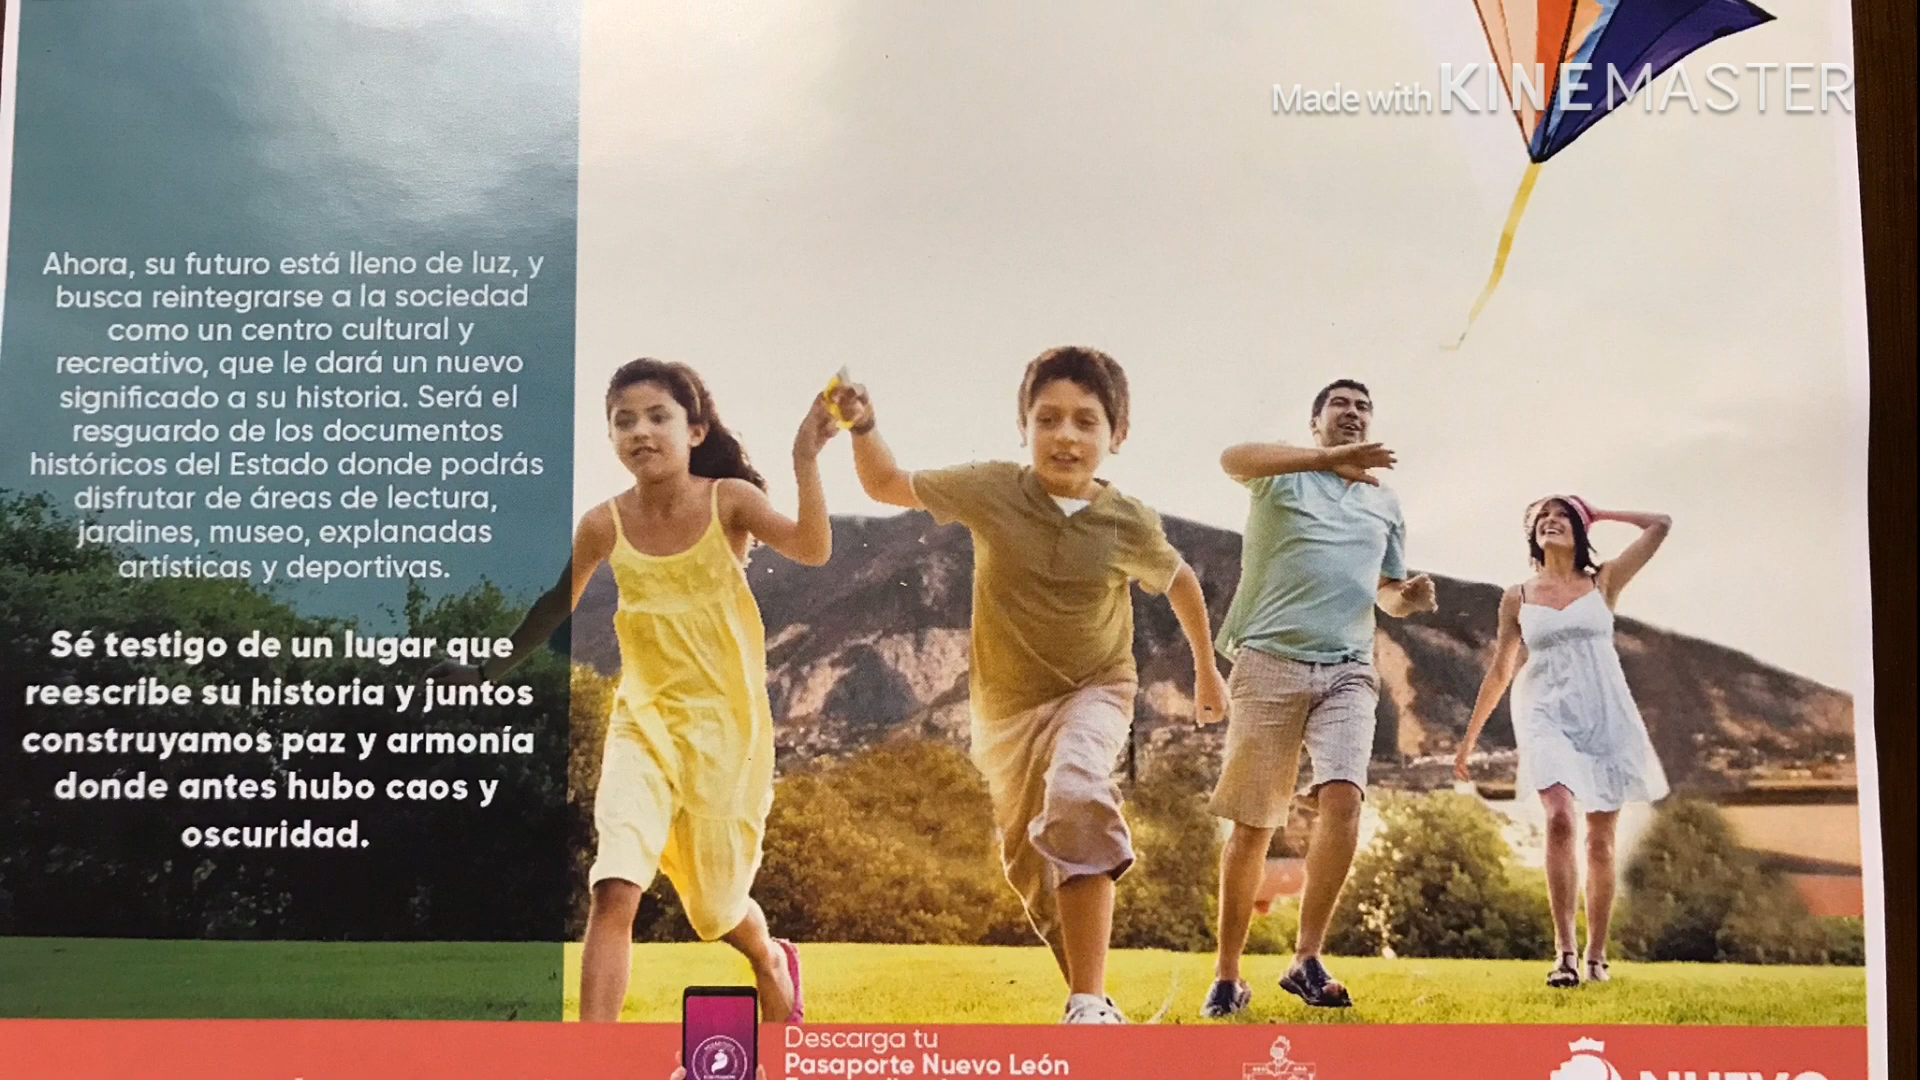 Made with KINEMASTER
Ahora, su futuro está lleno de luz, y
busca reintegrarse a la sociedad
como un centro cultural y
recreativo, que le dará un nuevo
significado a su historia. Será el
resguardo de los documentos
históricos del Estado donde podrás
disfrutar de áreas de lectura,
jardines, museo, explanadas
artísticas y deportivas.
Sé testigo de un lugar que
reescribe su historia y juntos
construyamos paz y armonía
donde antes hubo caos y
oscuridad.
Descarga tu
Pasaporte Nuevo León
NUEVO